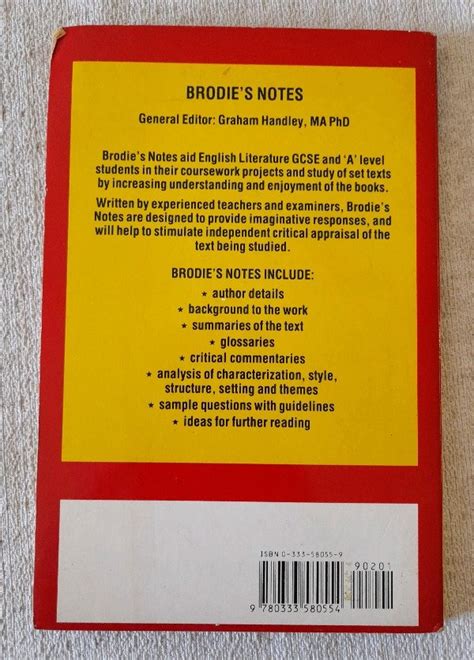 BRODIE'S NOTES
General Editor: Graham Handley, MA PhD
Brodie's Notes aid English Literature GCSE and ‘A’ level
students in their coursework projects and study of set texts
by increasing understanding and enjoyment of the books.
Written by experienced teachers and examiners, Brodie's
Notes are designed to provide imaginative responses, and
will help to stimulate independent critical appraisal of the
text being studied.
BRODIE'S NOTES INCLUDE:
★ author details
★ background to the work
★ summaries of the text
★ glossaries
★ critical commentaries
★ analysis of characterization, style,
structure, setting and themes
★ sample questions with guidelines
★ ideas for further reading
ISBN 0-333-58055-9
90201
9 780333 580554